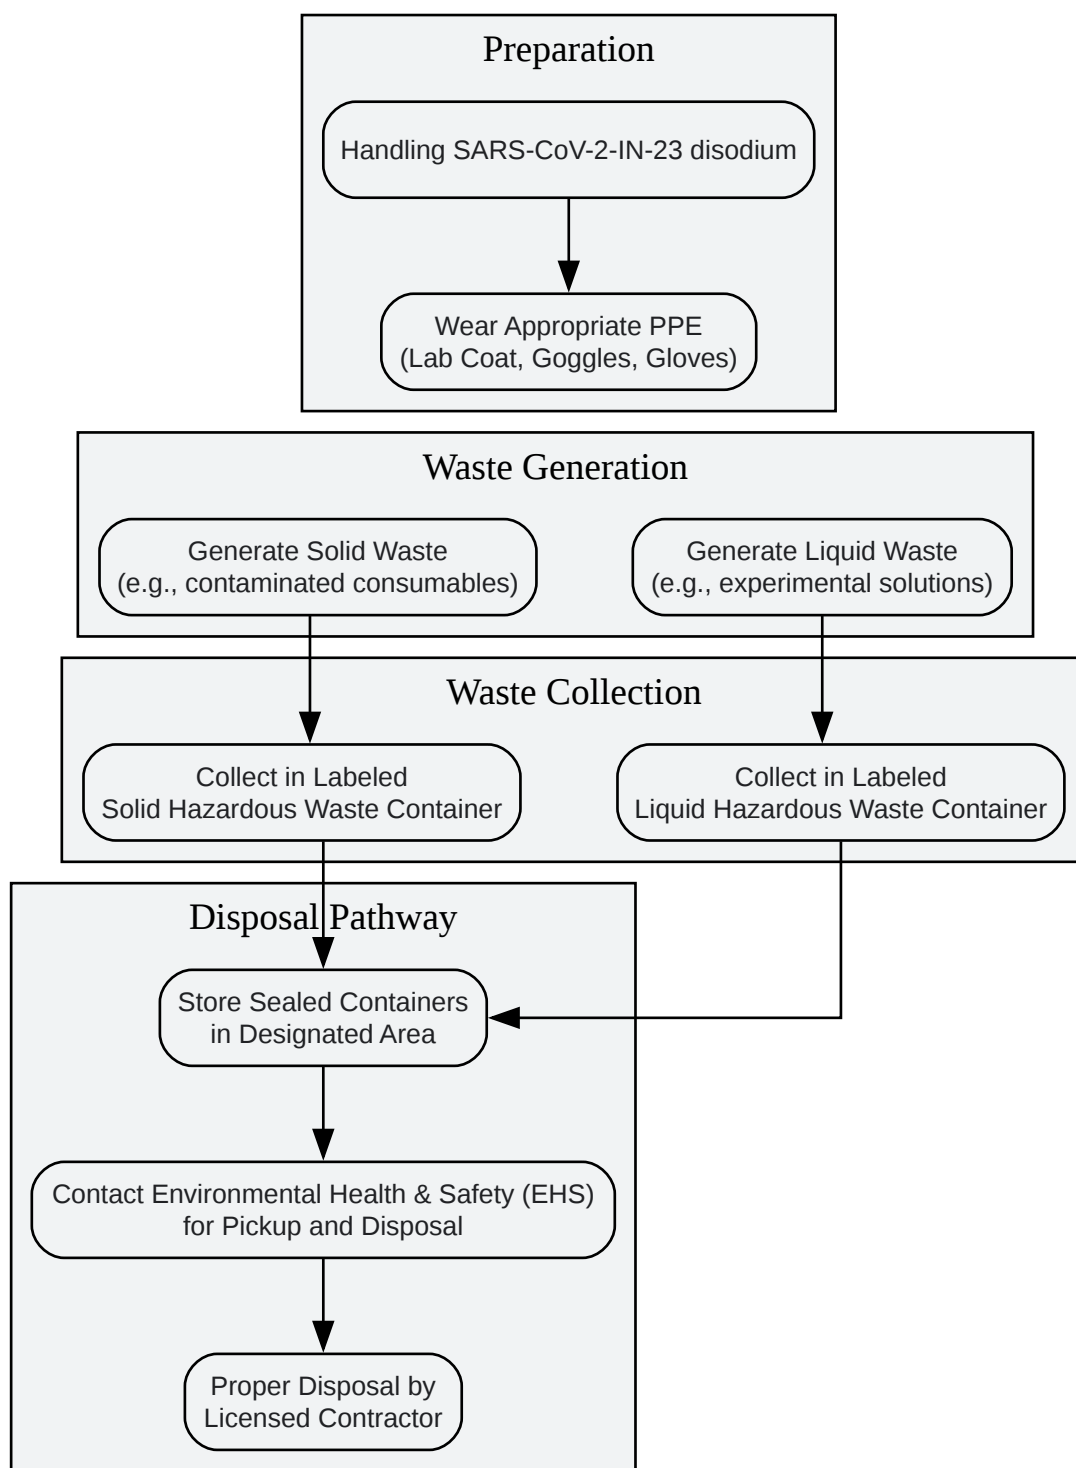 Preparation
Handling SARS-CoV-2-IN-23 disodium
Wear Appropriate PPE
(Lab Coat, Goggles, Gloves)
Waste Generation
Generate Solid Waste
(e.g., contaminated consumables)
Generate Liquid Waste
(e.g., experimental solutions)
Waste Collection
Collect in Labeled
Solid Hazardous Waste Container
Collect in Labeled
Liquid Hazardous Waste Container
Disposal Pathway
Store Sealed Containers
in Designated Area
Contact Environmental Health & Safety (EHS)
for Pickup and Disposal
Proper Disposal by
Licensed Contractor